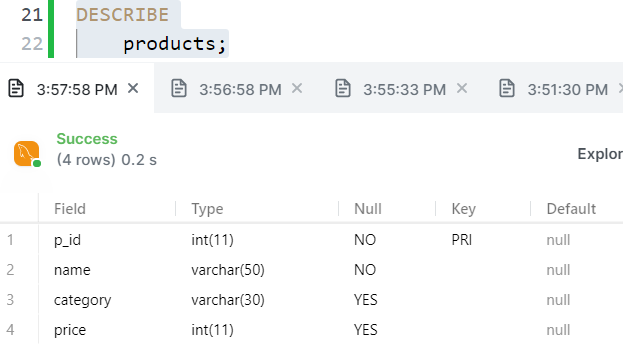 21 DESCRIBE
22 products;
3:57:58 PM 3:56:58 PM 3:55:33 PM 3:51:30 PM
Success
(4 rows) 0.2 s
Explor
Field Type Null Key Default
1 p_id int(11) NO PRI null
2 name varchar(50) NO null
3 category varchar(30) YES null
4 price int(11) YES null